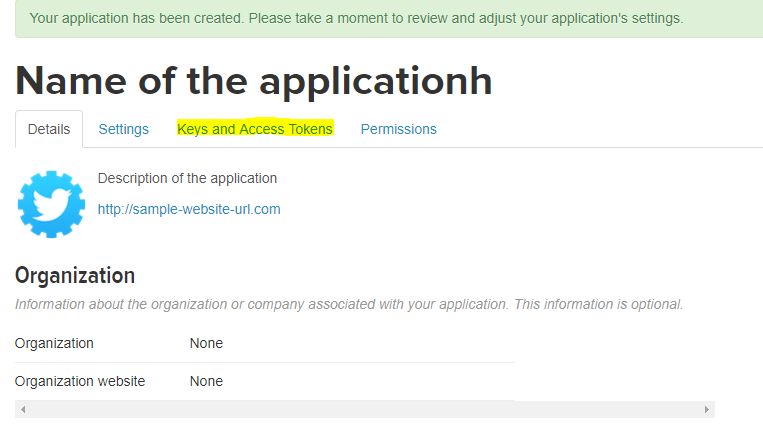 Your application has been created. Please take a moment to review and adjust your application's settings.
Name of the applicationh
Details Settings Keys and Access Tokens Permissions
Description of the application
http://sample-website-url.com
Organization
Information about the organization or company associated with your application. This information is optional.
Organization None
Organization website None